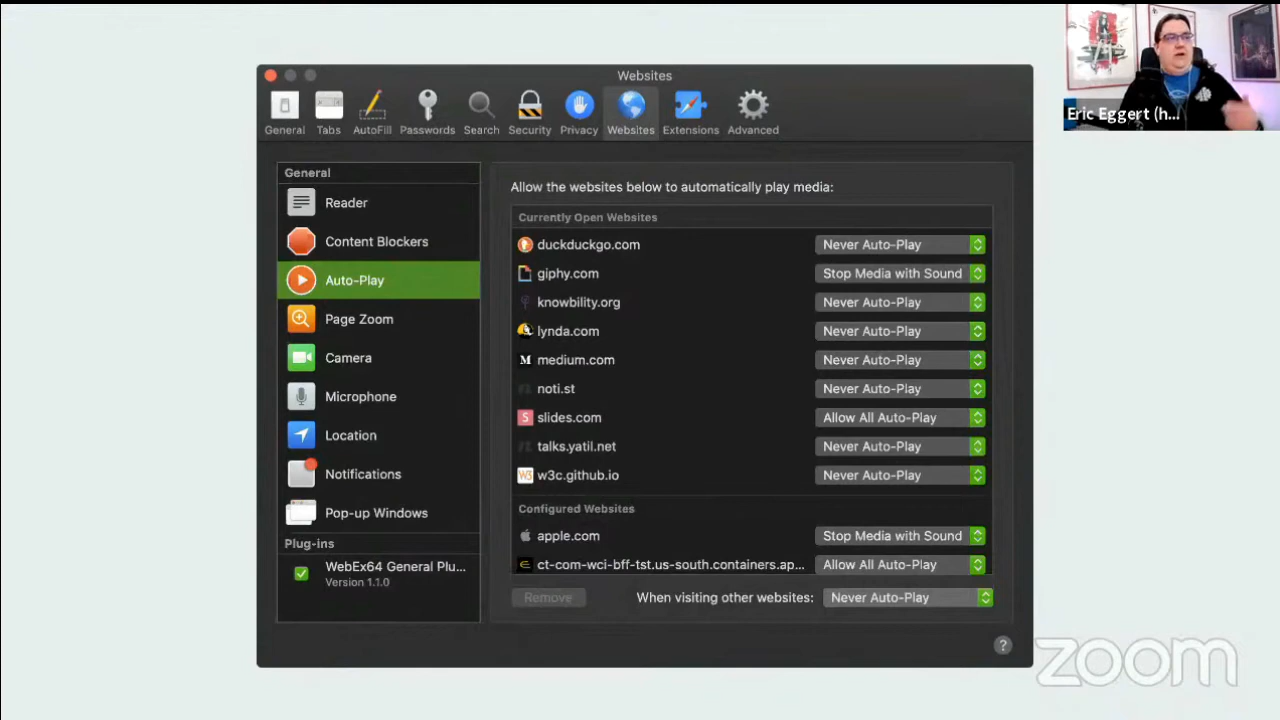 Websites
General
Tabs
AutoFill
Passwords
Search
Security
Privacy
Websites
Extensions
Advanced
Eric Eggert (h...
General
Reader
Content Blockers
Auto-Play
Page Zoom
Camera
Microphone
Location
Notifications
Pop-up Windows
Plug-ins
WebEx64 General Plu...
Version 1.1.0
Allow the websites below to automatically play media:
Currently Open Websites
duckduckgo.com Never Auto-Play
giphy.com Stop Media with Sound
knowbility.org Never Auto-Play
lynda.com Never Auto-Play
M medium.com Never Auto-Play
noti.st Never Auto-Play
S slides.com Allow All Auto-Play
talks.yatil.net Never Auto-Play
W3 w3c.github.io Never Auto-Play
Configured Websites
apple.com Stop Media with Sound
ct-com-wci-bff-tst.us-south.containers.ap... Allow All Auto-Play
Remove
When visiting other websites: Never Auto-Play
?
zoom